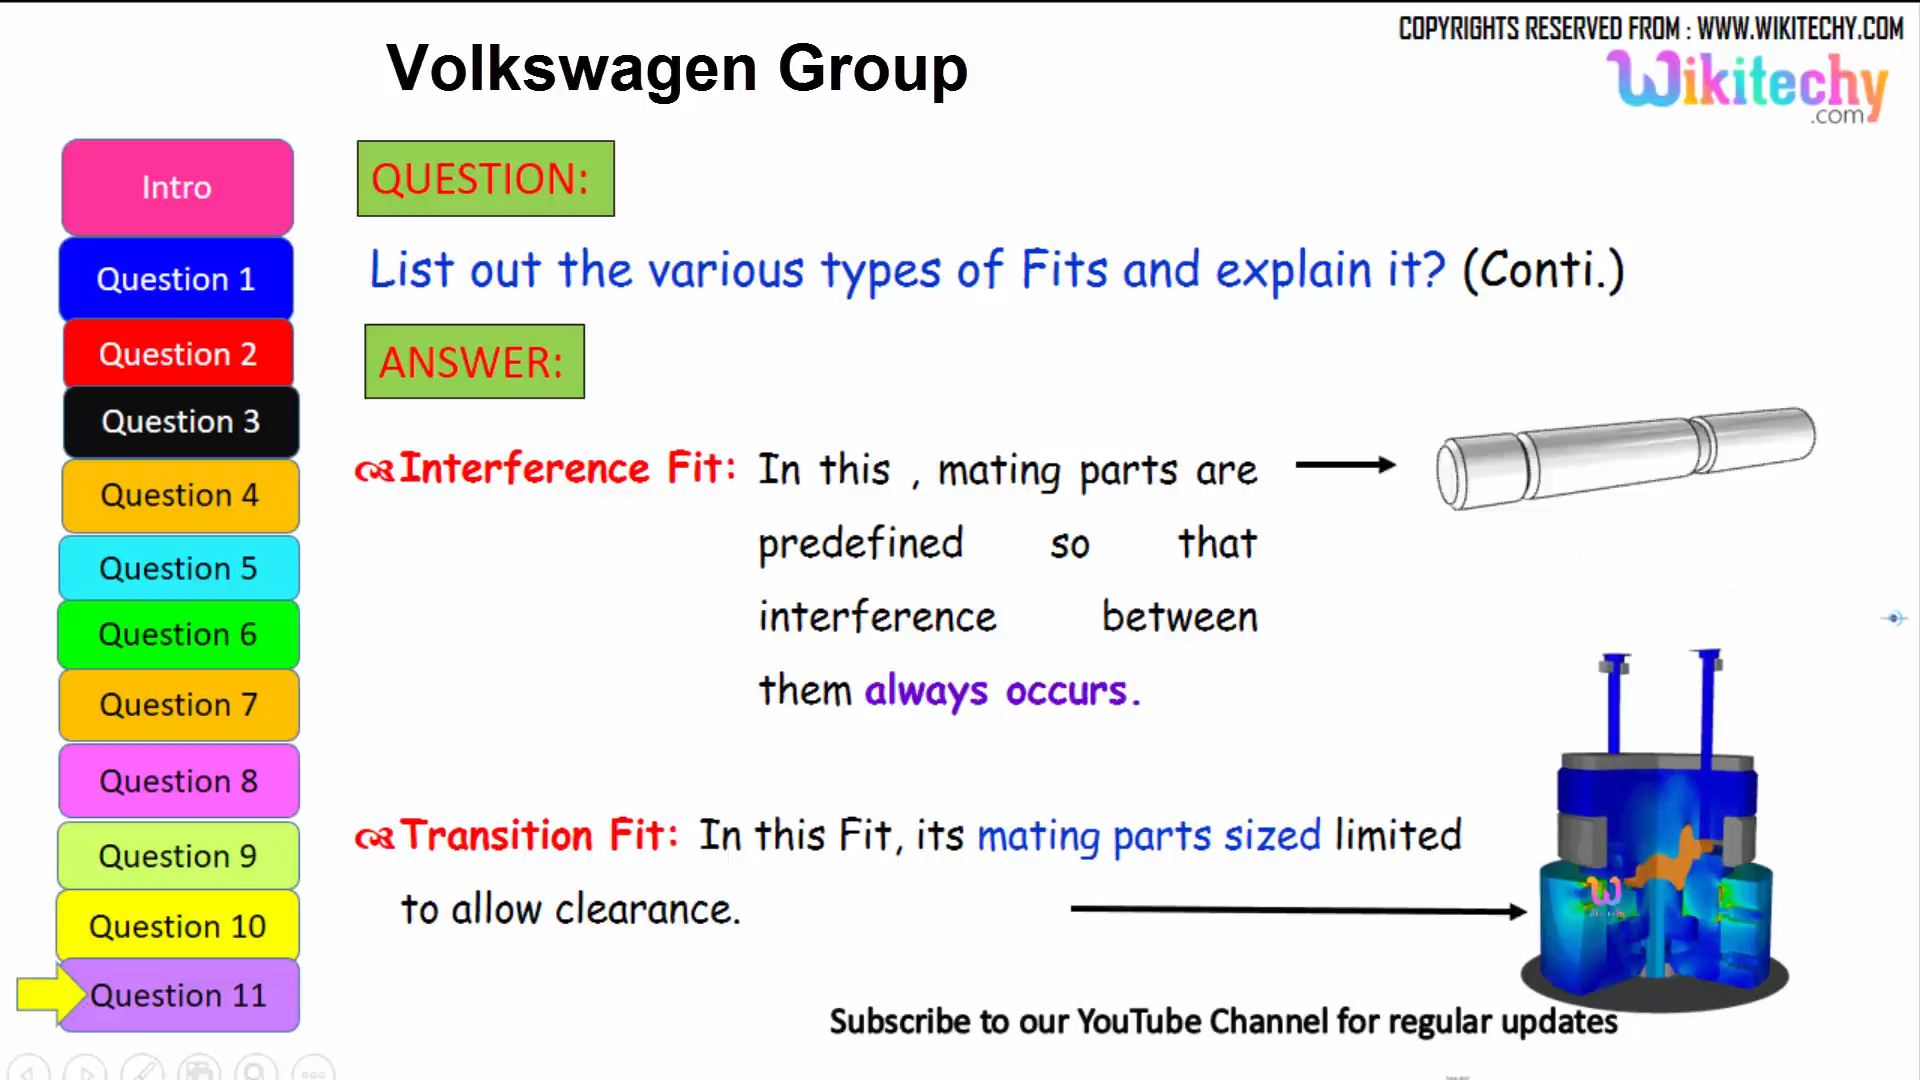 COPYRIGHTS RESERVED FROM : WWW.WIKITECHY.COM
Volkswagen Group
Wikitechy
.com
Intro
Question 1
Question 2
Question 3
Question 4
Question 5
Question 6
Question 7
Question 8
Question 9
Question 10
Question 11
QUESTION:
List out the various types of Fits and explain it? (Conti.)
ANSWER:
Interference Fit: In this , mating parts are
predefined so that
interference between
them always occurs.
Transition Fit: In this Fit, its mating parts sized limited
to allow clearance.
W
Subscribe to our YouTube Channel for regular updates